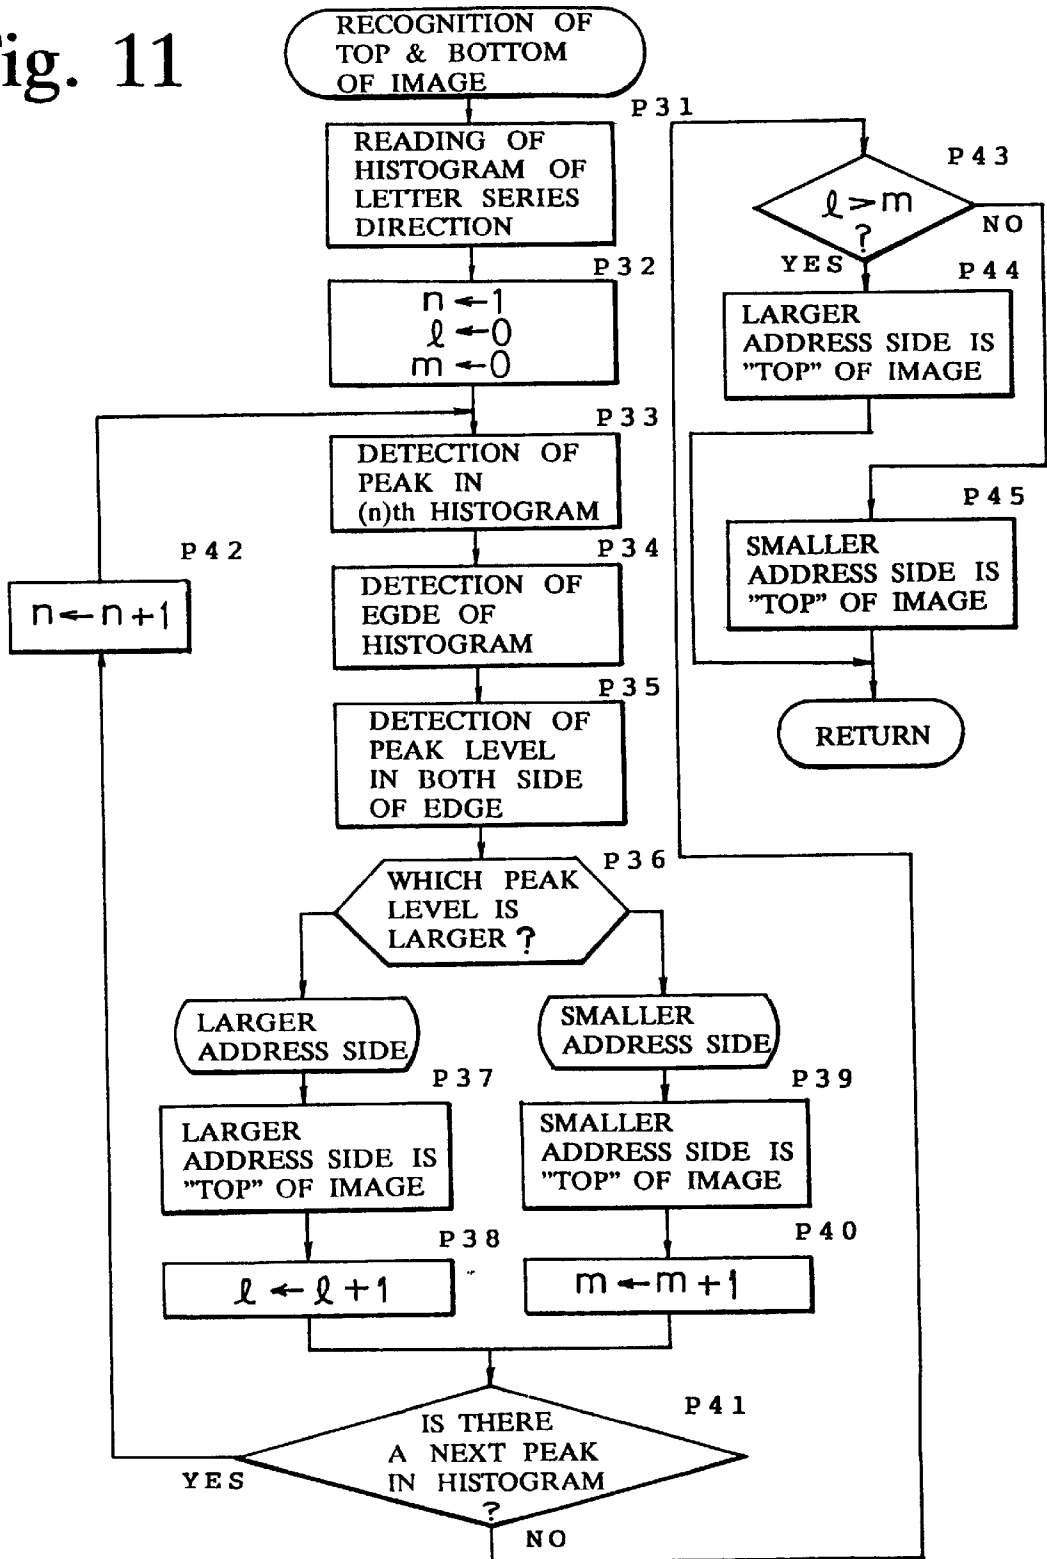 ig. 11
RECOGNITION OF
TOP & BOTTOM
OF IMAGE
P31
READING OF
HISTOGRAM OF
LETTER SERIES
DIRECTION
P32
n ← 1
ℓ ← 0
m ← 0
P33
DETECTION OF
PEAK IN
(n)th HISTOGRAM
P34
DETECTION OF
EGDE OF
HISTOGRAM
P35
DETECTION OF
PEAK LEVEL
IN BOTH SIDE
OF EDGE
P36
WHICH PEAK
LEVEL IS
LARGER ?
LARGER
ADDRESS SIDE
P37
LARGER
ADDRESS SIDE IS
"TOP" OF IMAGE
P38
ℓ ← ℓ + 1
SMALLER
ADDRESS SIDE
P39
SMALLER
ADDRESS SIDE IS
"TOP" OF IMAGE
P40
m ← m + 1
P41
IS THERE
A NEXT PEAK
IN HISTOGRAM
?
YES
NO
P42
n ← n + 1
P43
ℓ > m
?
NO
YES
P44
LARGER
ADDRESS SIDE IS
"TOP" OF IMAGE
P45
SMALLER
ADDRESS SIDE IS
"TOP" OF IMAGE
RETURN